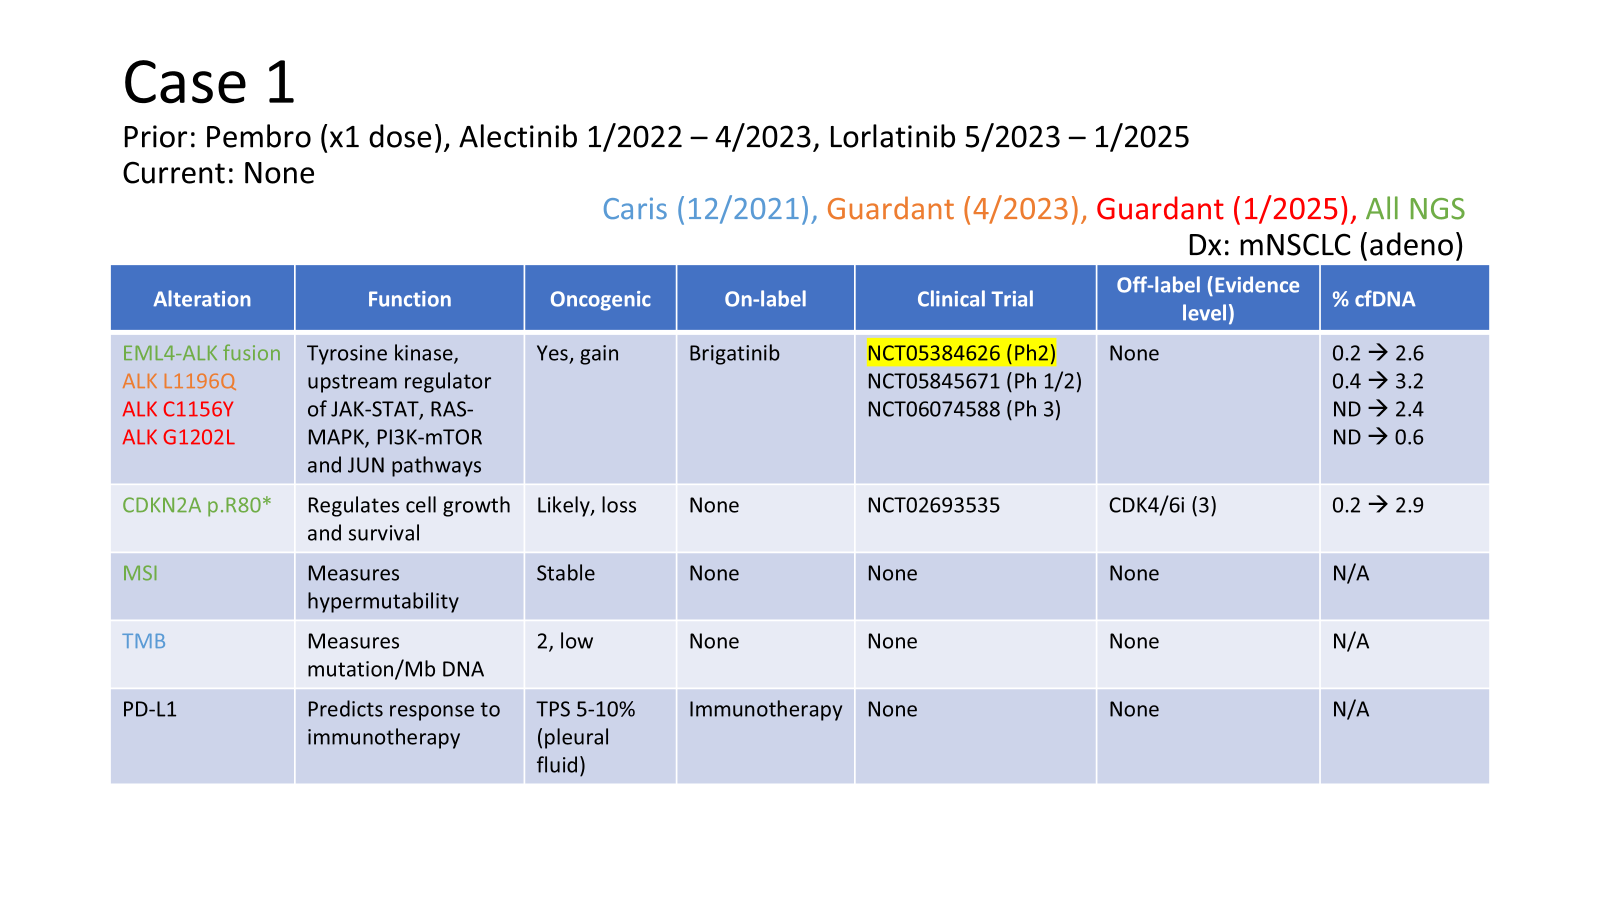 Case 1
Prior: Pembro (x1 dose), Alectinib 1/2022 – 4/2023, Lorlatinib 5/2023 – 1/2025
Current: None
Caris (12/2021), Guardant (4/2023), Guardant (1/2025), All NGS
Dx: mNSCLC (adeno)
Alteration
Function
Oncogenic
On-label
Clinical Trial
Off-label (Evidence
level)
% cfDNA
EML4-ALK fusion
ALK L1196Q
ALK C1156Y
ALK G1202L
Tyrosine kinase,
upstream regulator
of JAK-STAT, RAS-
MAPK, PI3K-mTOR
and JUN pathways
Yes, gain
Brigatinib
NCT05384626 (Ph2)
NCT05845671 (Ph 1/2)
NCT06074588 (Ph 3)
None
0.2 → 2.6
0.4 → 3.2
ND → 2.4
ND → 0.6
CDKN2A p.R80*
Regulates cell growth
and survival
Likely, loss
None
NCT02693535
CDK4/6i (3)
0.2 → 2.9
MSI
Measures
hypermutability
Stable
None
None
None
N/A
TMB
Measures
mutation/Mb DNA
2, low
None
None
None
N/A
PD-L1
Predicts response to
immunotherapy
TPS 5-10%
(pleural
fluid)
Immunotherapy
None
None
N/A